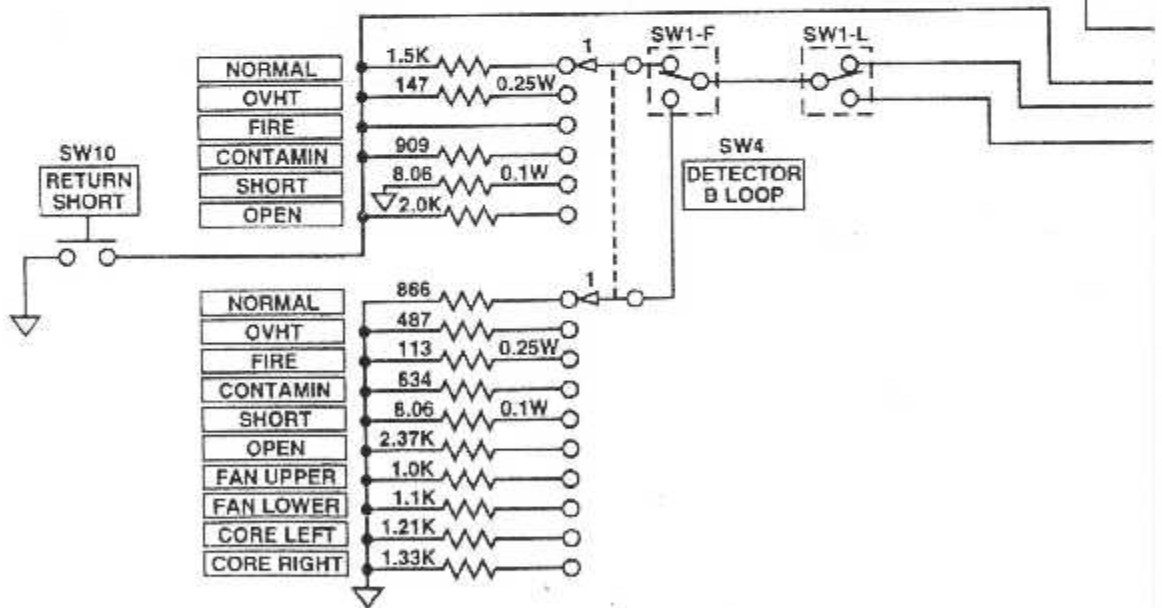 SW1-F
SW1-L
1
NORMAL
1.5K
OVHT
147
0.25W
FIRE
CONTAMIN
909
SHORT
8.06
0.1W
OPEN
2.0K
SW10
RETURN
SHORT
SW4
DETECTOR
B LOOP
1
NORMAL
866
OVHT
487
FIRE
113
0.25W
CONTAMIN
634
SHORT
8.06
0.1W
OPEN
2.37K
FAN UPPER
1.0K
FAN LOWER
1.1K
CORE LEFT
1.21K
CORE RIGHT
1.33K